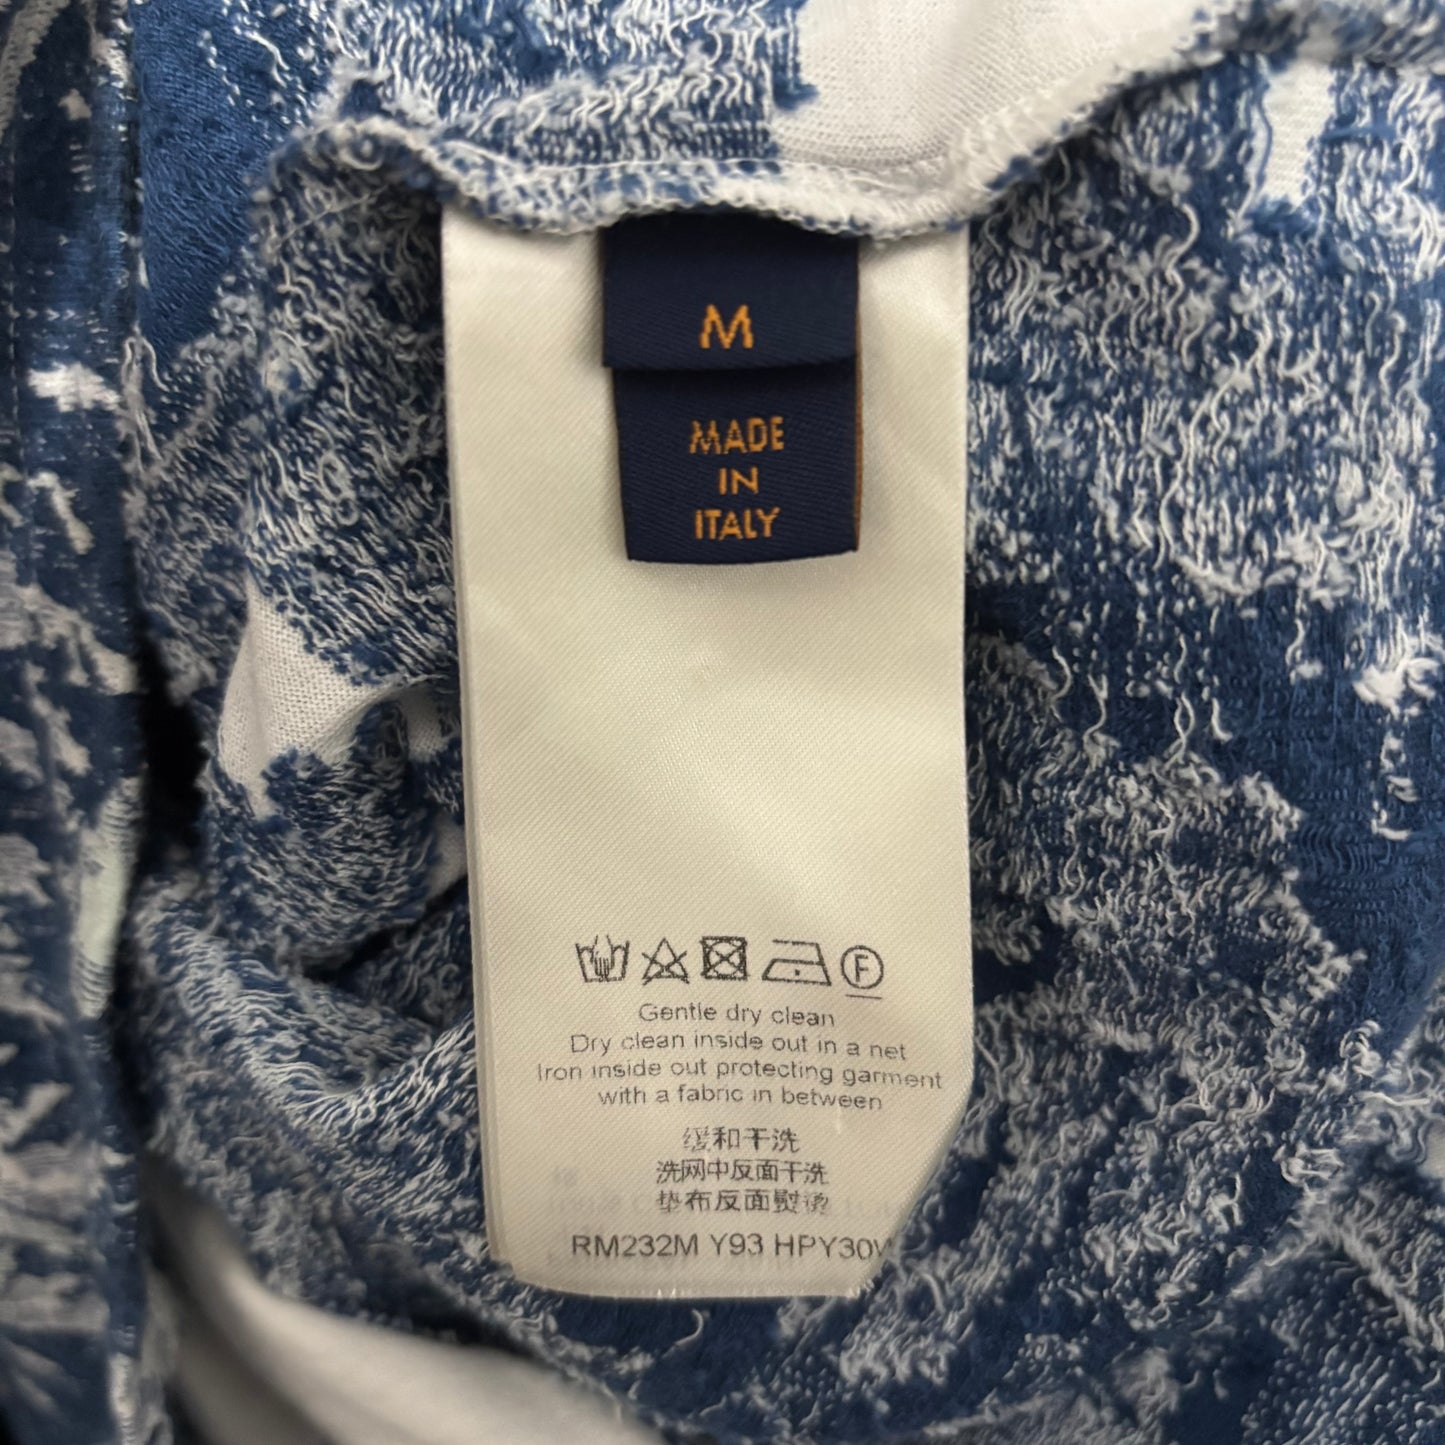 M
MADE
IN
ITALY
F
Gentle dry clean
Dry clean inside out in a net
Iron inside out protecting garment
with a fabric in between
缓和干洗
洗网中反面干洗
垫布反面熨烫
RM232M Y93 HPY30